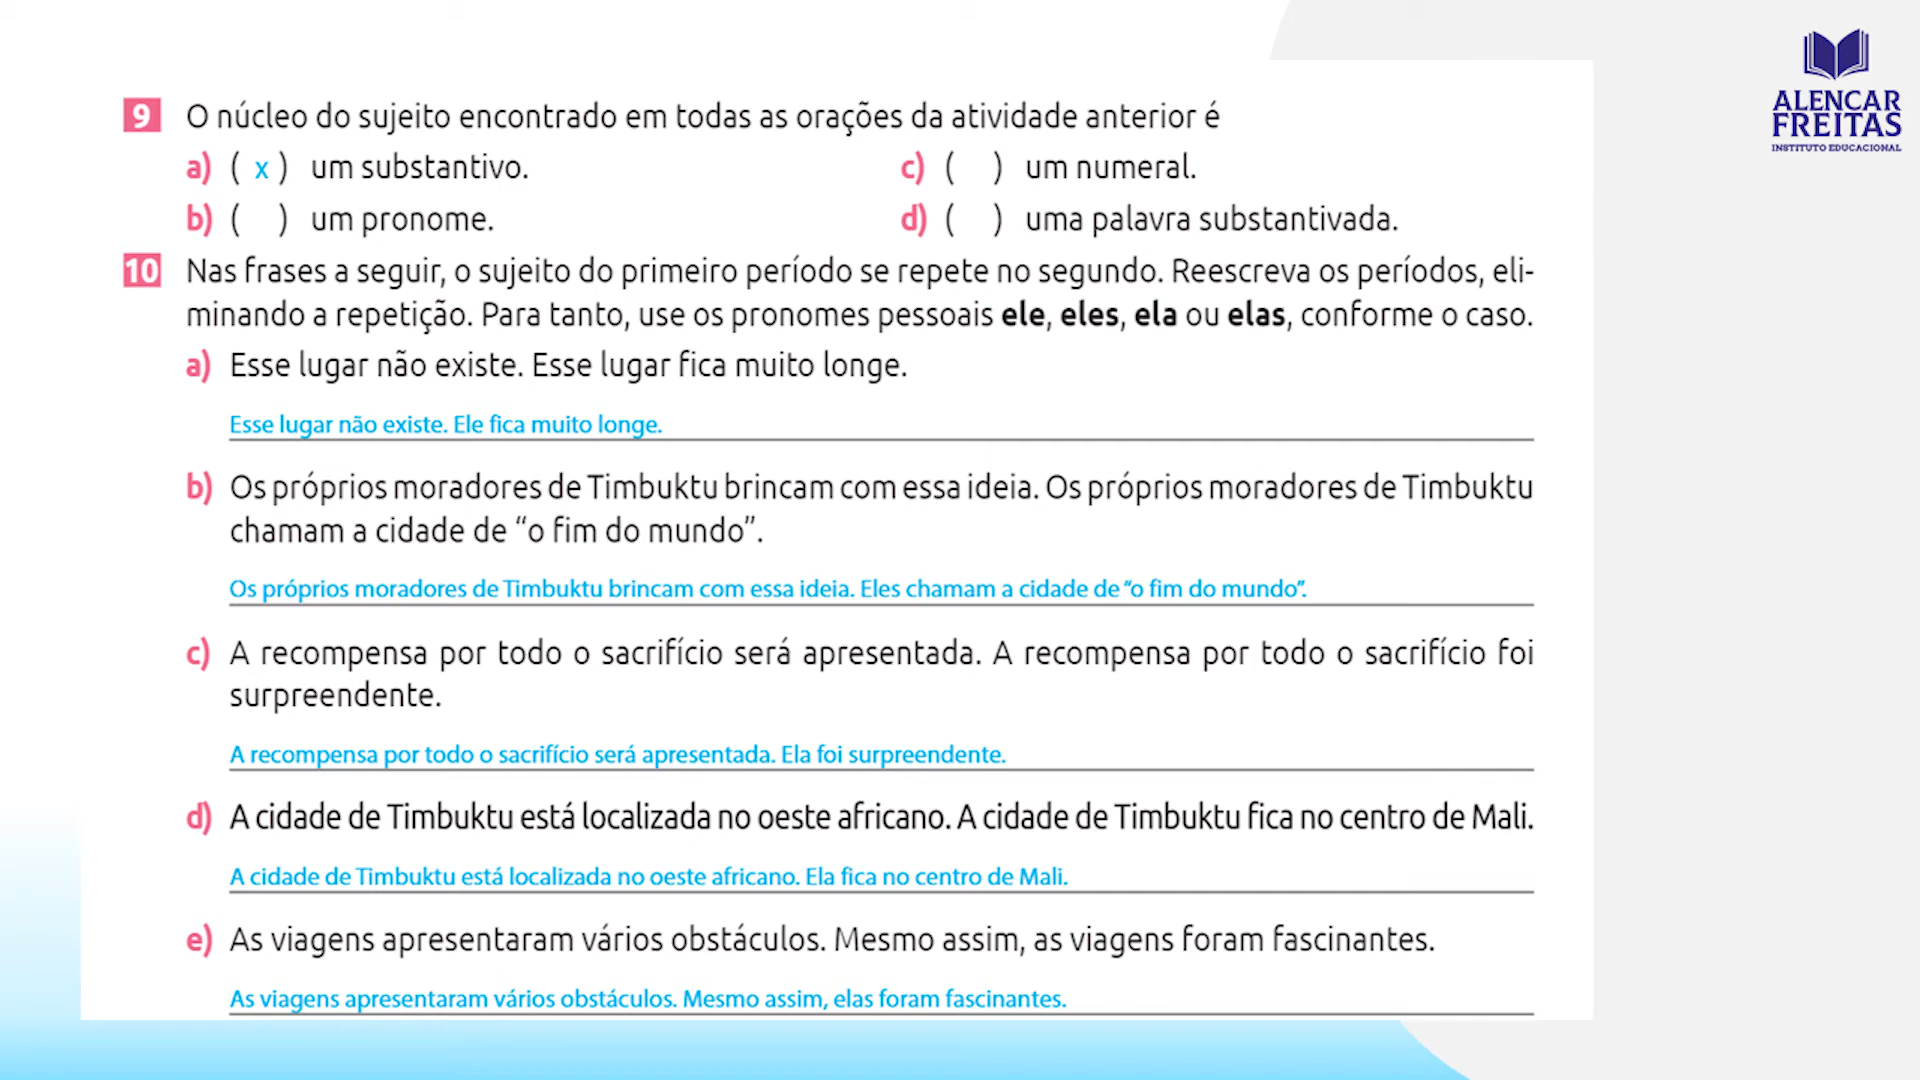 ALENCAR
FREITAS
INSTITUTO EDUCACIONAL
9 O núcleo do sujeito encontrado em todas as orações da atividade anterior é
a) ( x ) um substantivo. c) ( ) um numeral.
b) ( ) um pronome. d) ( ) uma palavra substantivada.
10 Nas frases a seguir, o sujeito do primeiro período se repete no segundo. Reescreva os períodos, eli-
minando a repetição. Para tanto, use os pronomes pessoais ele, eles, ela ou elas, conforme o caso.
a) Esse lugar não existe. Esse lugar fica muito longe.
Esse lugar não existe. Ele fica muito longe.
b) Os próprios moradores de Timbuktu brincam com essa ideia. Os próprios moradores de Timbuktu
chamam a cidade de “o fim do mundo”.
Os próprios moradores de Timbuktu brincam com essa ideia. Eles chamam a cidade de “o fim do mundo”.
c) A recompensa por todo o sacrifício será apresentada. A recompensa por todo o sacrifício foi
surpreendente.
A recompensa por todo o sacrifício será apresentada. Ela foi surpreendente.
d) A cidade de Timbuktu está localizada no oeste africano. A cidade de Timbuktu fica no centro de Mali.
A cidade de Timbuktu está localizada no oeste africano. Ela fica no centro de Mali.
e) As viagens apresentaram vários obstáculos. Mesmo assim, as viagens foram fascinantes.
As viagens apresentaram vários obstáculos. Mesmo assim, elas foram fascinantes.